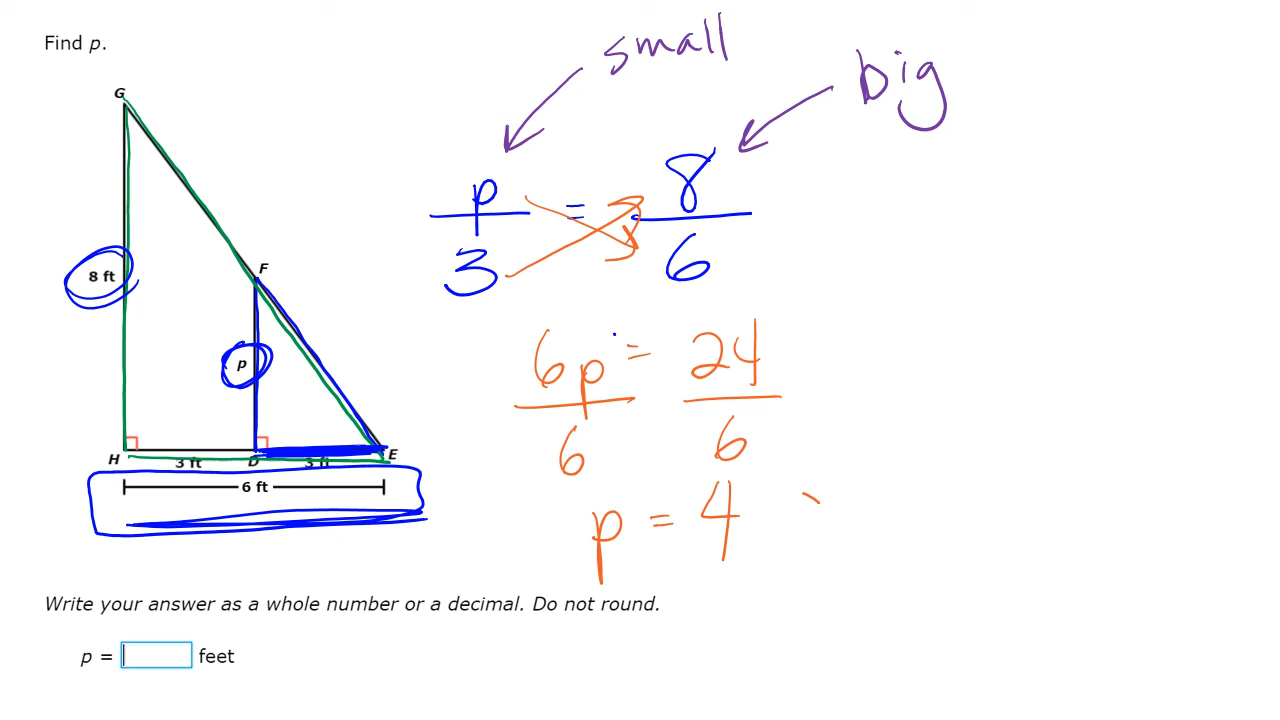 Find p.
small
big
G
p = 8
3 6
F
8 ft
p
6p = 24
6 6
H 3 ft D 3 ft E
6 ft
p = 4
Write your answer as a whole number or a decimal. Do not round.
p = feet